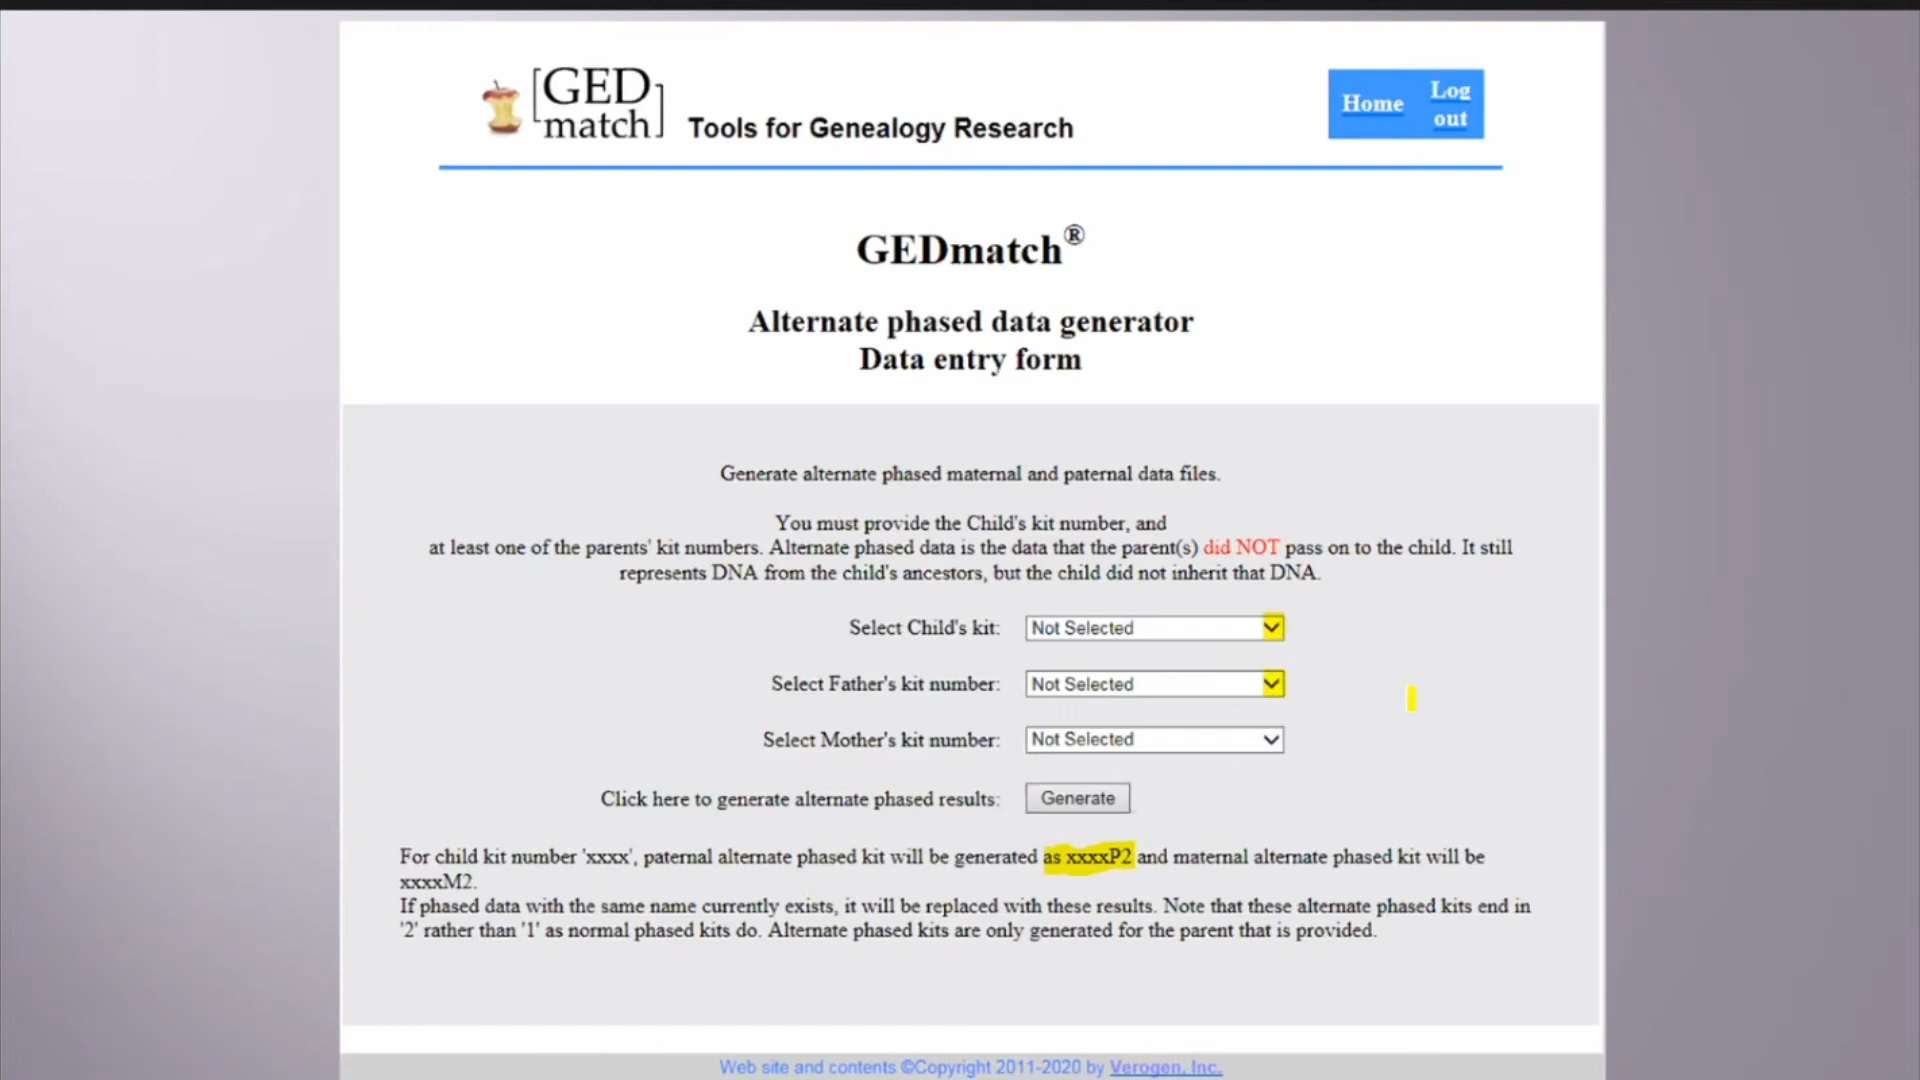 [GED
match]
Tools for Genealogy Research
Home
Log
out
GEDmatch®
Alternate phased data generator
Data entry form
Generate alternate phased maternal and paternal data files.
You must provide the Child's kit number, and
at least one of the parents' kit numbers. Alternate phased data is the data that the parent(s) did NOT pass on to the child. It still
represents DNA from the child's ancestors, but the child did not inherit that DNA.
Select Child's kit: Not Selected
Select Father's kit number: Not Selected
Select Mother's kit number: Not Selected
Click here to generate alternate phased results: Generate
For child kit number 'xxxx', paternal alternate phased kit will be generated as xxxxP2 and maternal alternate phased kit will be
xxxxM2.
If phased data with the same name currently exists, it will be replaced with these results. Note that these alternate phased kits end in
'2' rather than '1' as normal phased kits do. Alternate phased kits are only generated for the parent that is provided.
Web site and contents ©Copyright 2011-2020 by Verogen, Inc.